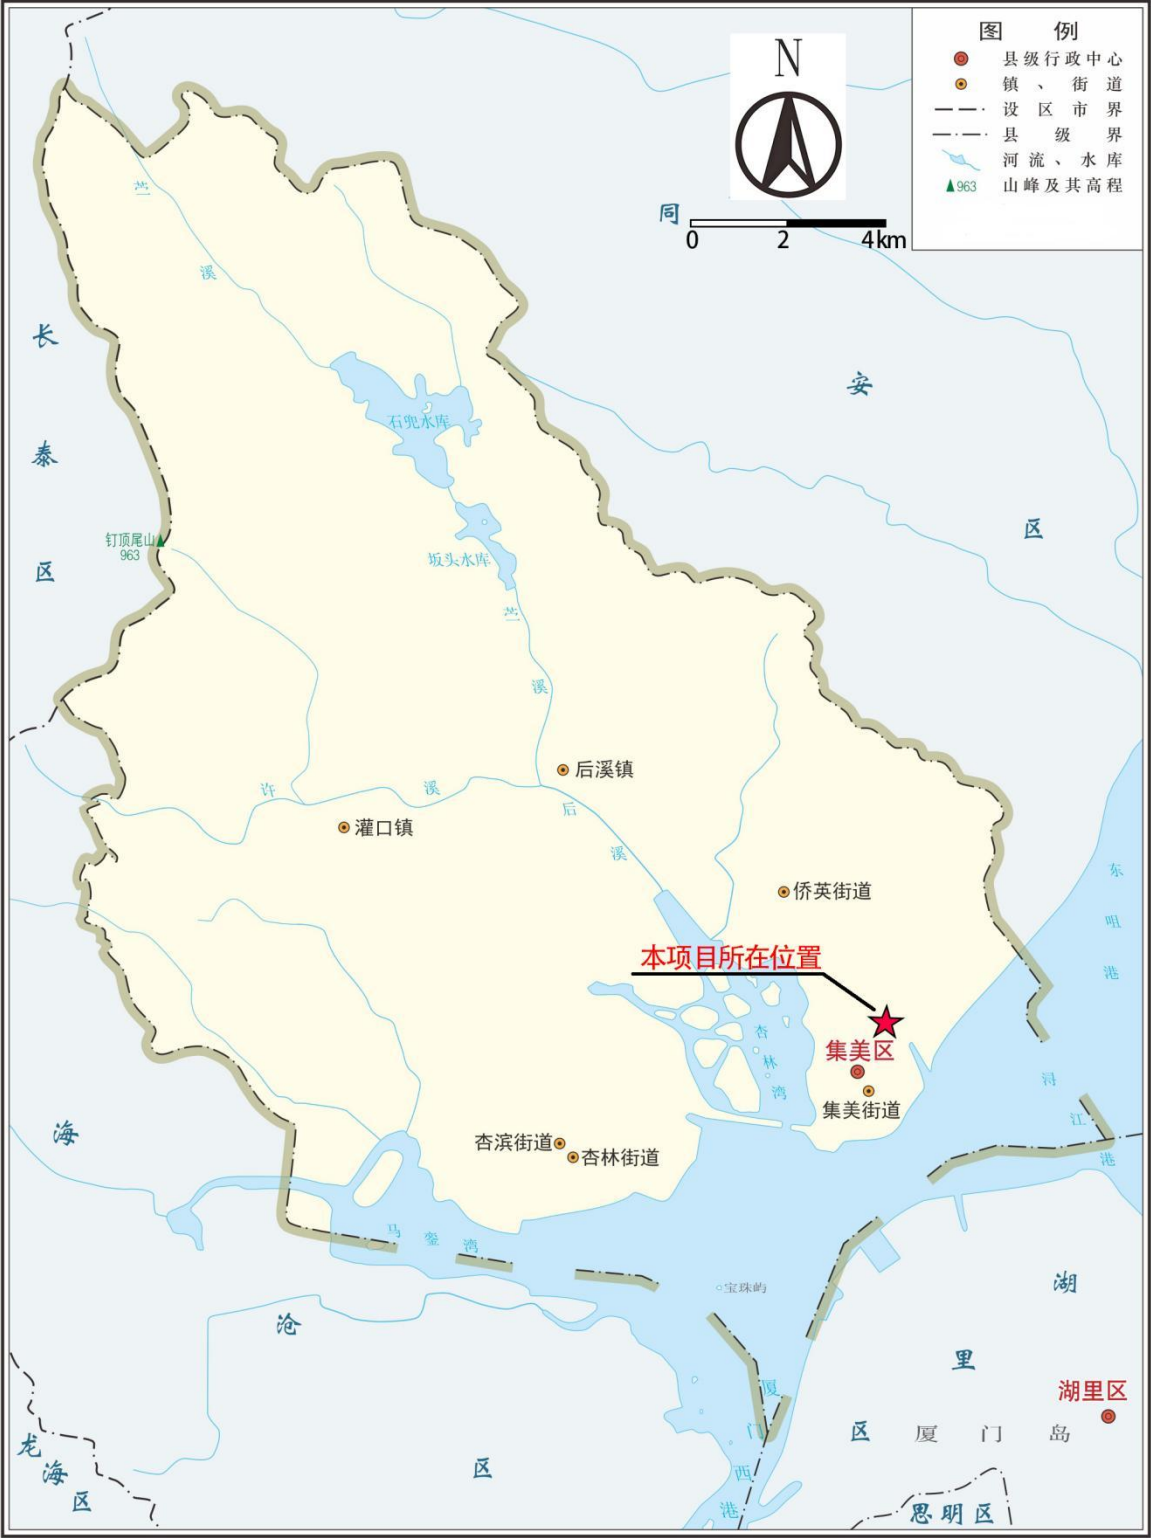 图 例
县级行政中心
镇、街道
设区市界
县级界
河流、水库
963 山峰及其高程
N
0 2 4km
同
安
区
长
泰
区
苎
溪
石兜水库
坂头水库
钉顶尾山
963
苎
溪
后溪镇
许 溪
后
溪
灌口镇
侨英街道
本项目所在位置
东
咀
港
杏
林
湾
集美区
集美街道
浔
江
港
杏滨街道
杏林街道
海
沧
区
马銮湾
宝珠屿
湖
里
区
湖里区
厦门岛
厦
门
西
港
龙
海
区
思明区